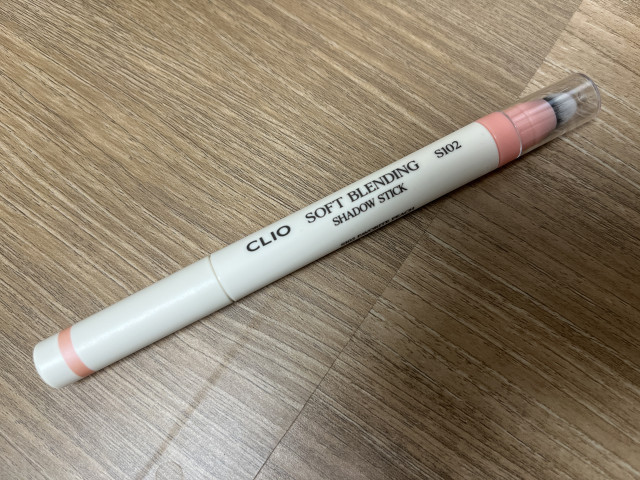 CLIO
SOFT BLENDING
SHADOW STICK
S102